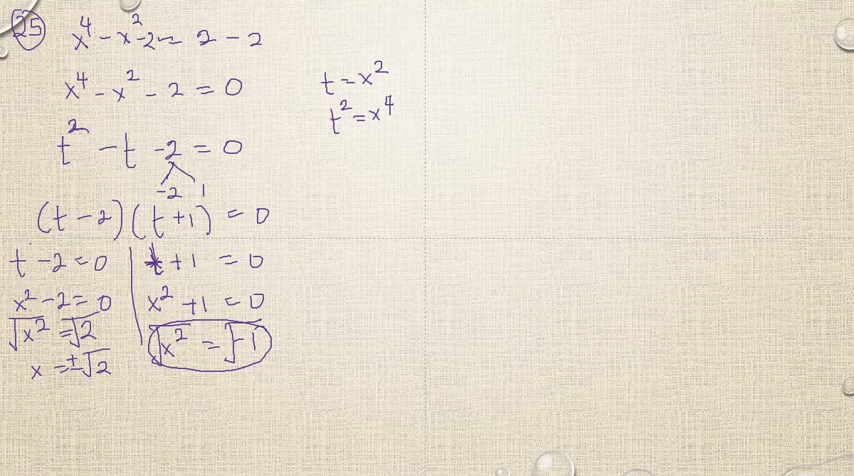 25 x⁴ - x² - 2 = 2 - 2
x⁴ - x² - 2 = 0
t = x²
t² = x⁴
t² - t - 2 = 0
-2 1
(t - 2)(t + 1) = 0
t - 2 = 0
x² - 2 = 0
√x² = √2
x = ±√2
t + 1 = 0
x² + 1 = 0
√x² = √-1